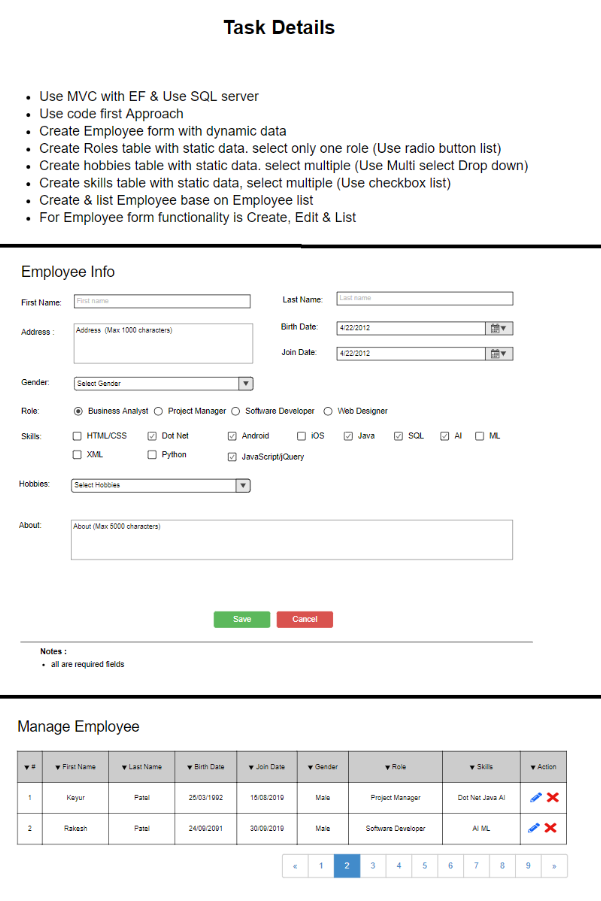 Task Details
Use MVC with EF & Use SQL server
Use code first Approach
Create Employee form with dynamic data
Create Roles table with static data. select only one role (Use radio button list)
Create hobbies table with static data. select multiple (Use Multi select Drop down)
Create skills table with static data, select multiple (Use checkbox list)
Create & list Employee base on Employee list
For Employee form functionality is Create, Edit & List
Employee Info
First Name: First name Last Name: Last name
Address : Address (Max 1000 characters) Birth Date: 4/22/2012
Join Date: 4/22/2012
Gender: Select Gender
Role: Business Analyst Project Manager Software Developer Web Designer
Skills: HTML/CSS Dot Net Android iOS Java SQL AI ML
XML Python JavaScript/jQuery
Hobbies: Select Hobbies
About: About (Max 5000 characters)
Save Cancel
Notes :
all are required fields
Manage Employee
# First Name Last Name Birth Date Join Date Gender Role Skills Action
1 Keyur Patel 25/03/1992 15/08/2019 Male Project Manager Dot Net Java AI
2 Rakesh Patel 24/09/2091 30/09/2019 Male Software Developer AI ML
« 1 2 3 4 5 6 7 8 9 »